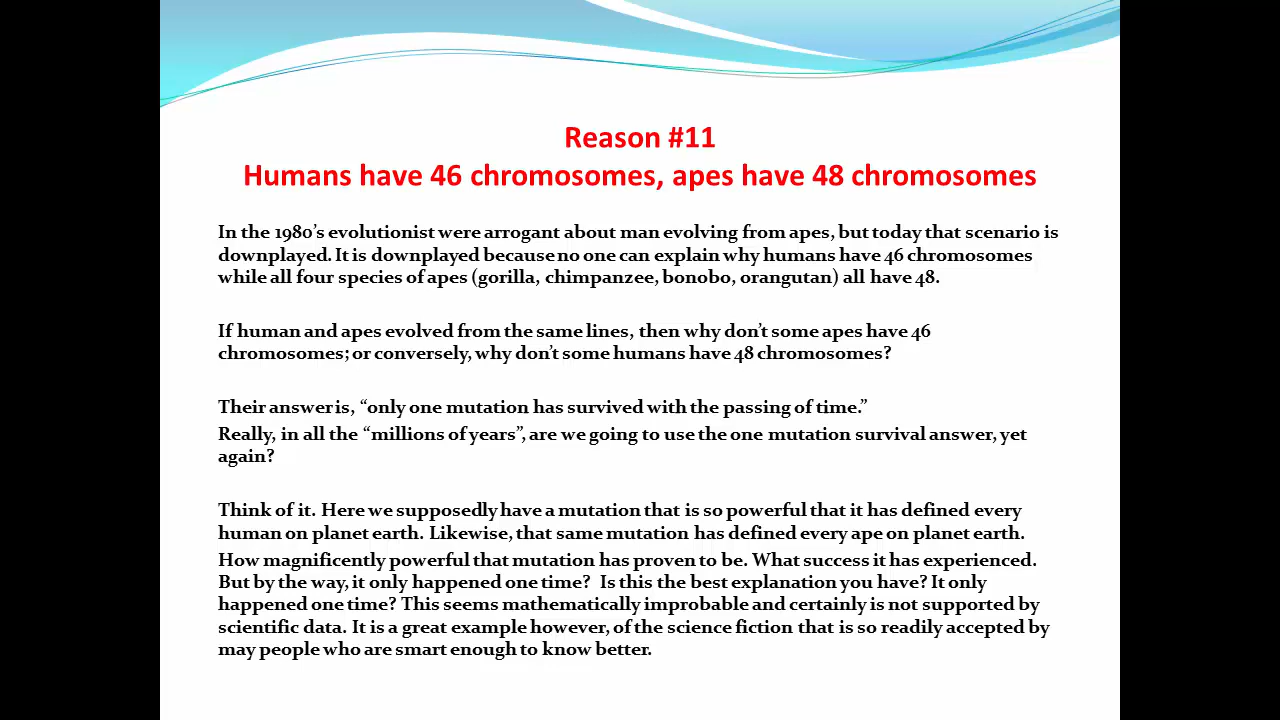 Reason #11
Humans have 46 chromosomes, apes have 48 chromosomes
In the 1980’s evolutionist were arrogant about man evolving from apes, but today that scenario is
downplayed. It is downplayed because no one can explain why humans have 46 chromosomes
while all four species of apes (gorilla, chimpanzee, bonobo, orangutan) all have 48.
If human and apes evolved from the same lines, then why don’t some apes have 46
chromosomes; or conversely, why don’t some humans have 48 chromosomes?
Their answer is, “only one mutation has survived with the passing of time.”
Really, in all the “millions of years”, are we going to use the one mutation survival answer, yet
again?
Think of it. Here we supposedly have a mutation that is so powerful that it has defined every
human on planet earth. Likewise, that same mutation has defined every ape on planet earth.
How magnificently powerful that mutation has proven to be. What success it has experienced.
But by the way, it only happened one time?  Is this the best explanation you have? It only
happened one time? This seems mathematically improbable and certainly is not supported by
scientific data. It is a great example however, of the science fiction that is so readily accepted by
may people who are smart enough to know better.